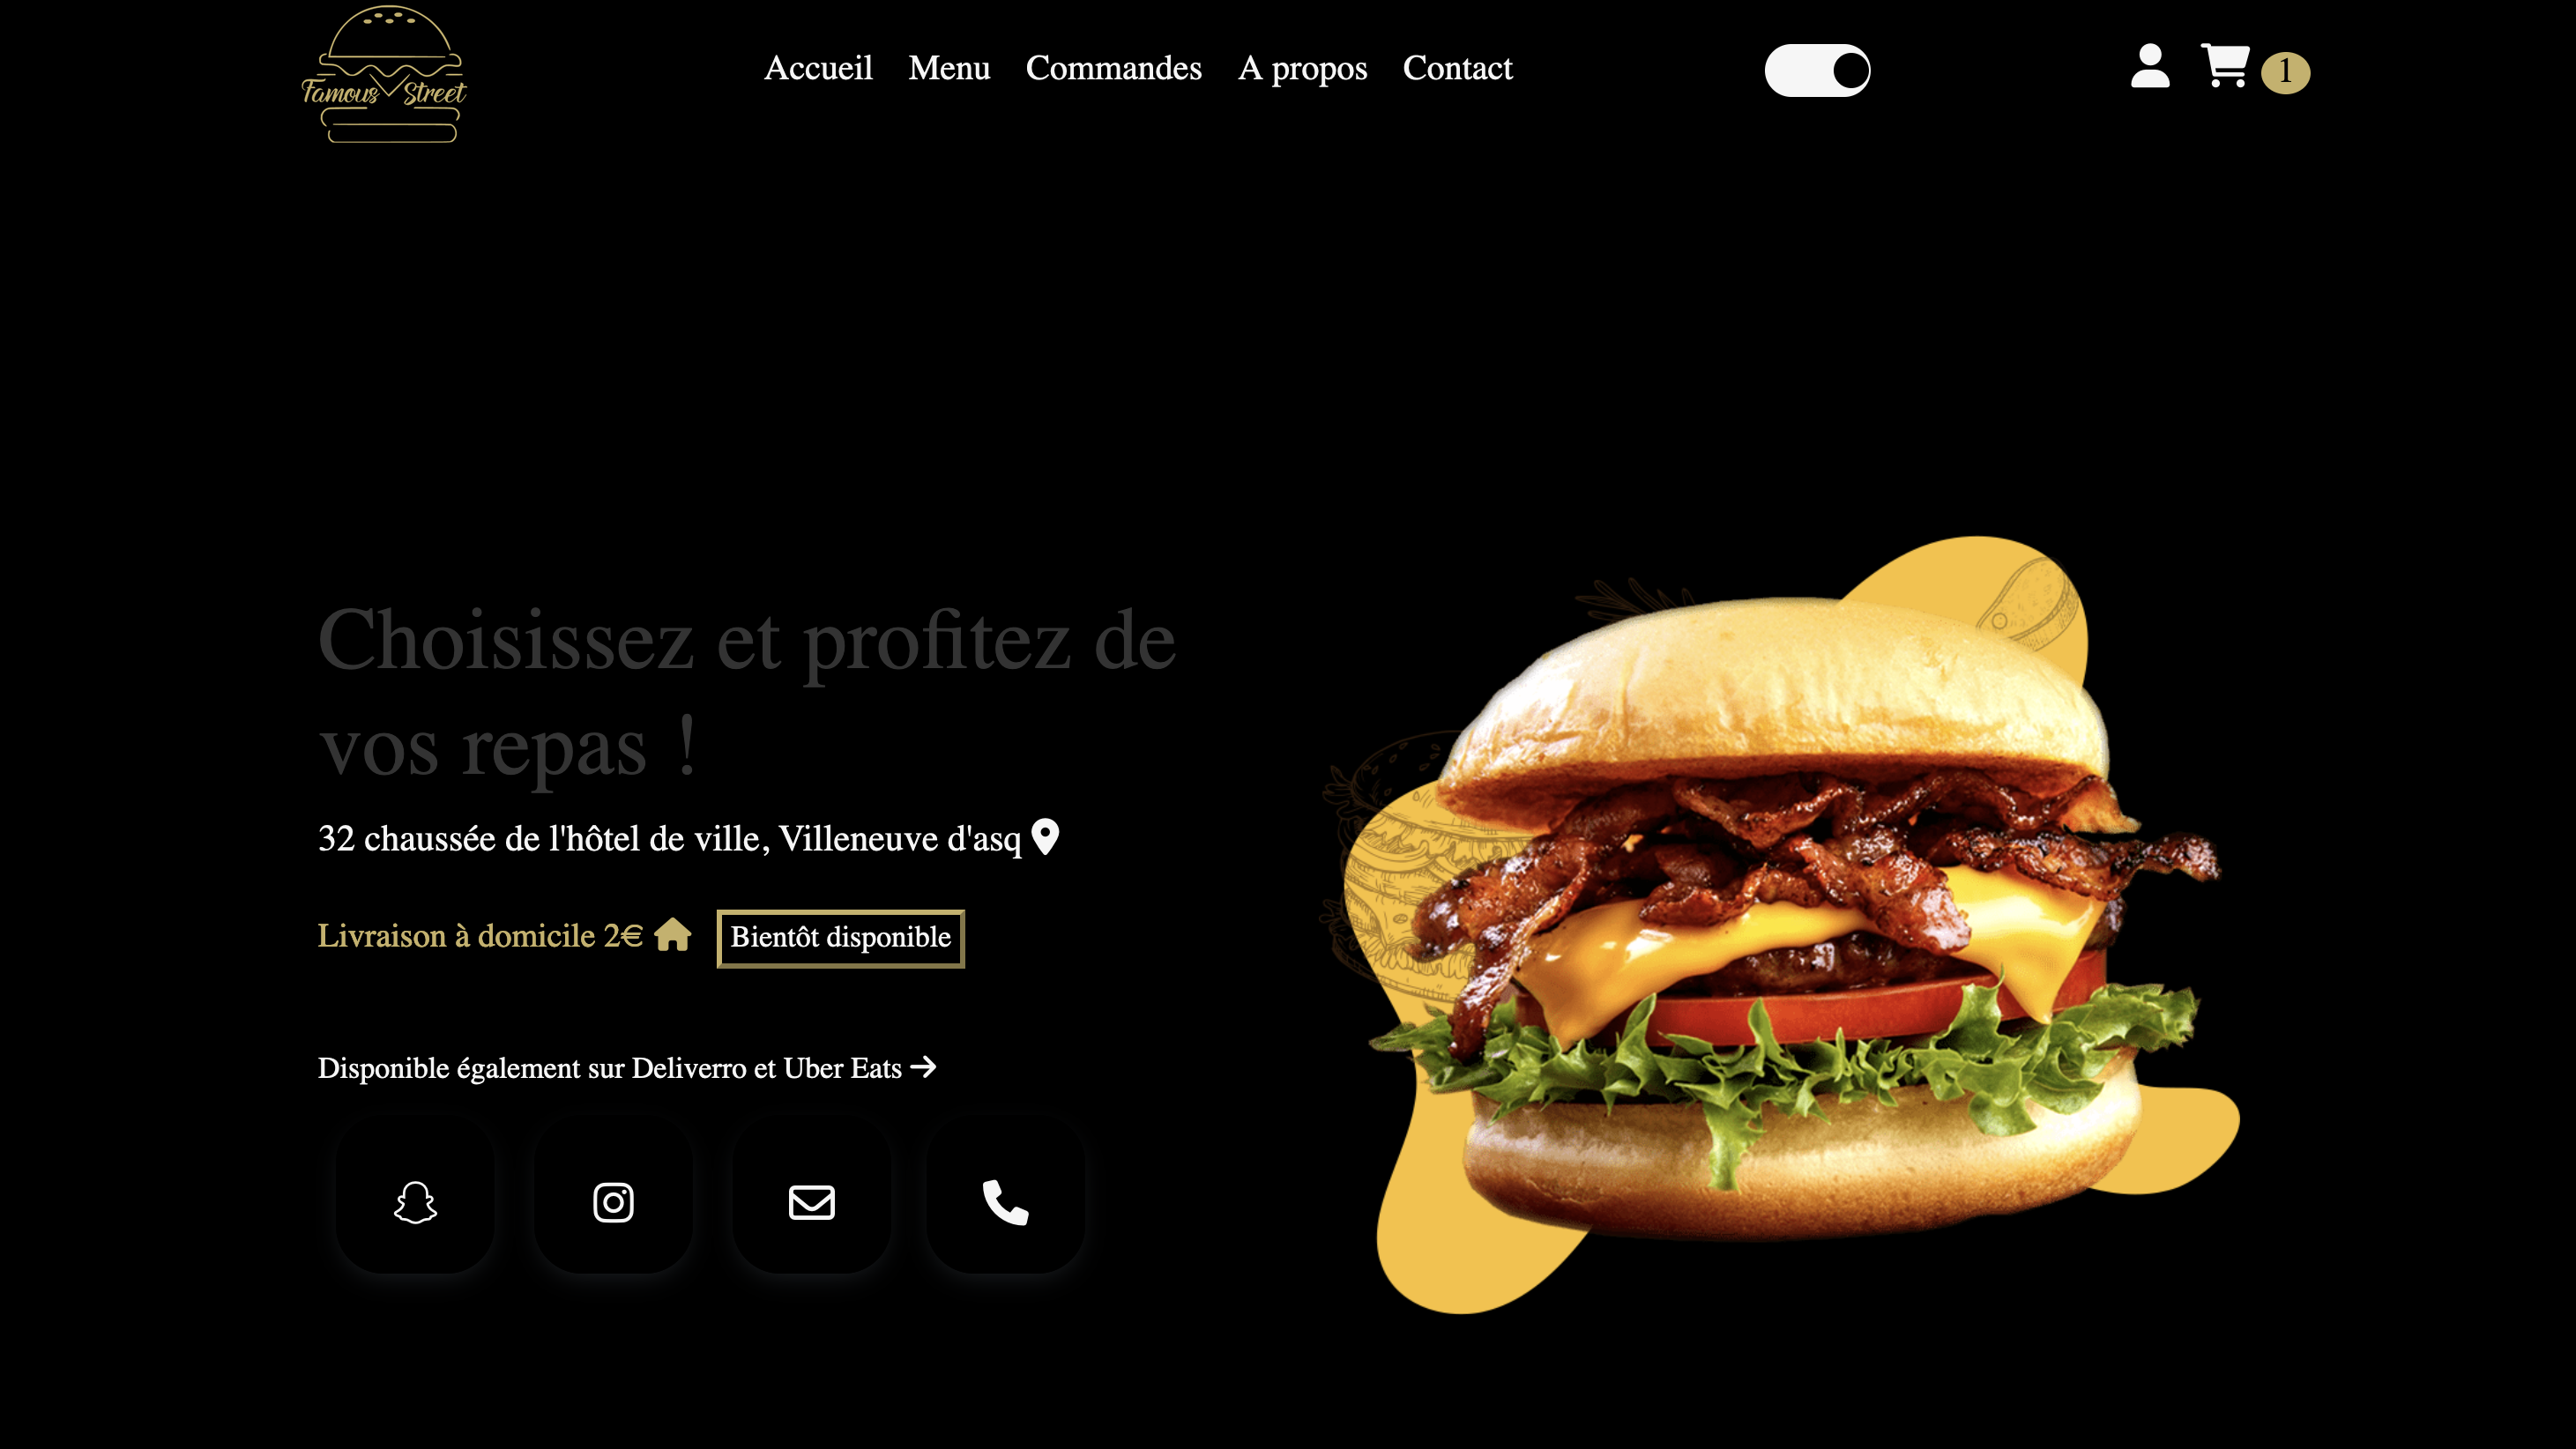 Famous Street
Accueil Menu Commandes A propos Contact
1
Choisissez et profitez de
vos repas !
32 chaussée de l'hôtel de ville, Villeneuve d'asq
Livraison à domicile 2€ Bientôt disponible
Disponible également sur Deliverro et Uber Eats